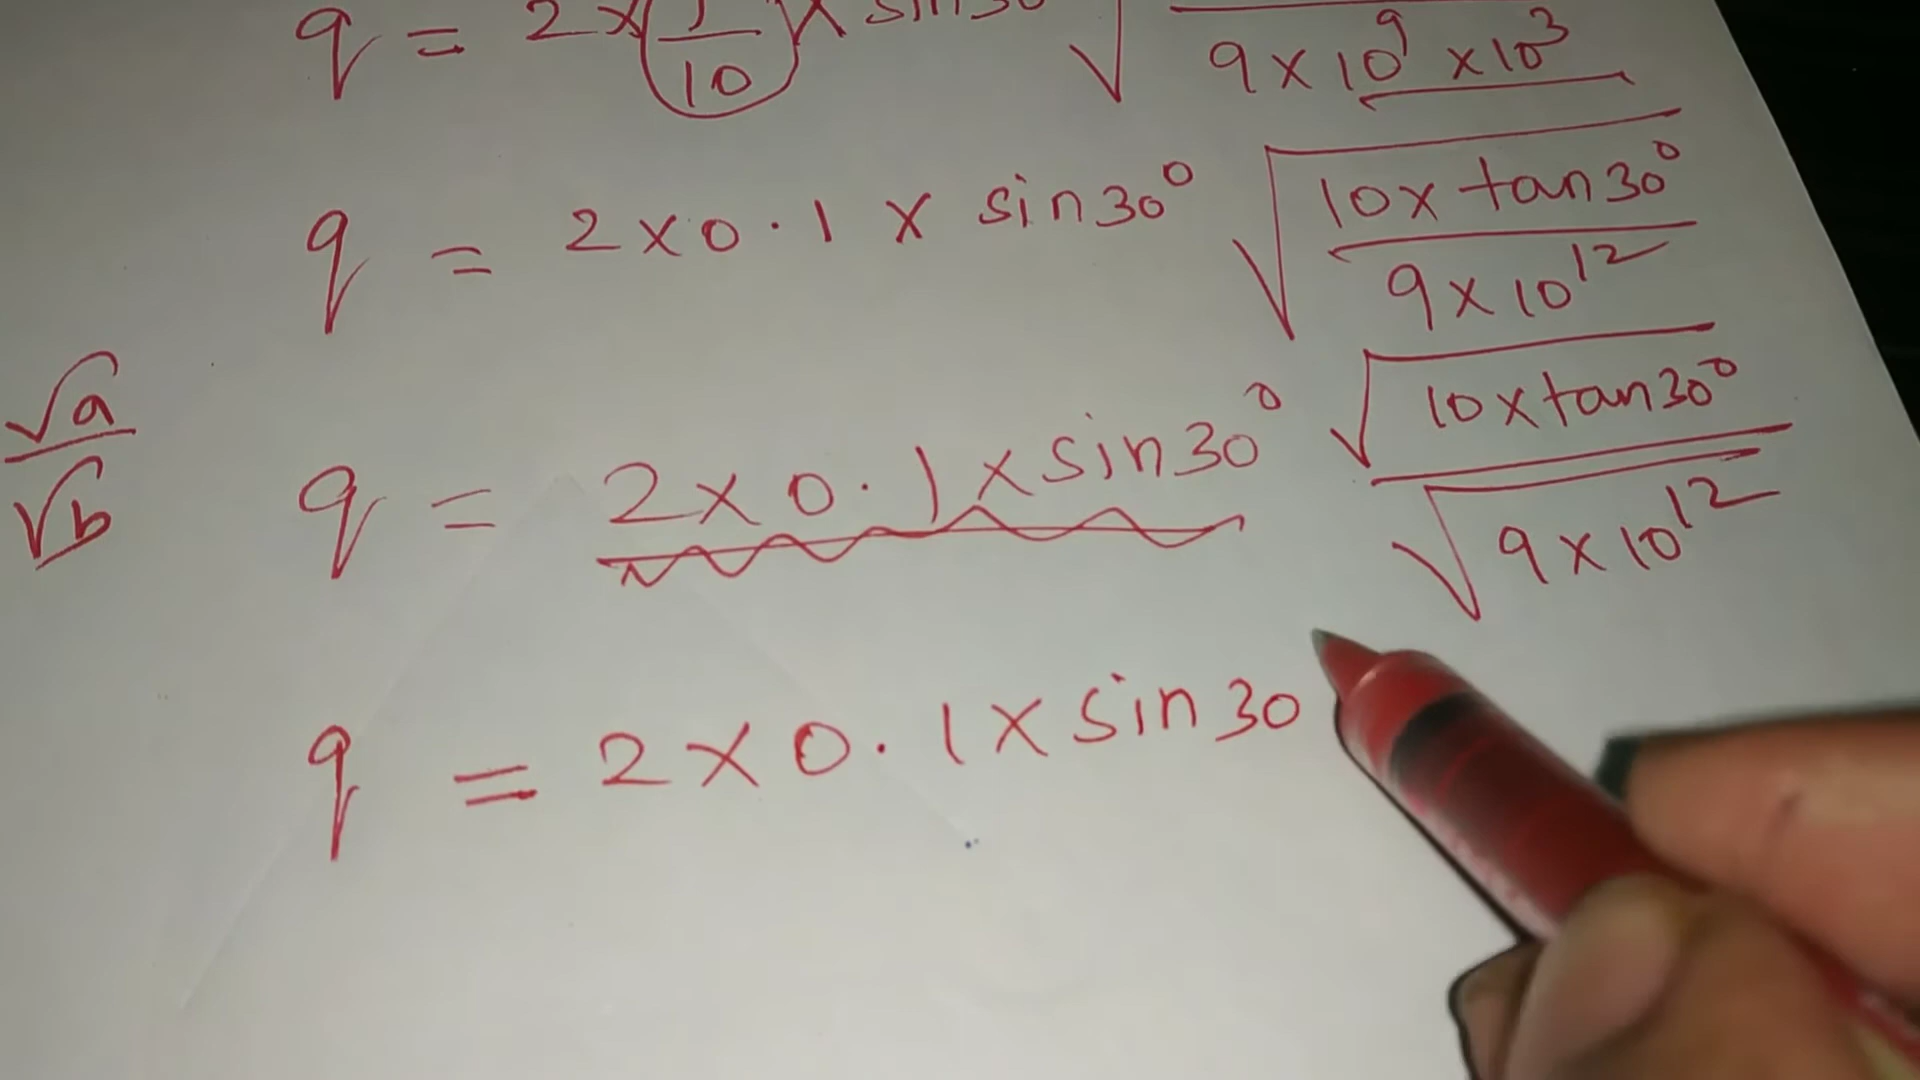 q = 2 × 1/10 × sin30 √ 9 × 10⁹ × 10³
q = 2 × 0.1 × sin30° √(10 × tan30° / 9 × 10¹²)
√a / √b
q = 2 × 0.1 × sin30° √(10 × tan30°) / √(9 × 10¹²)
q = 2 × 0.1 × sin30